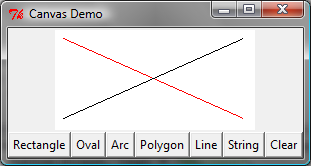 Canvas Demo
Rectangle Oval Arc Polygon Line String Clear